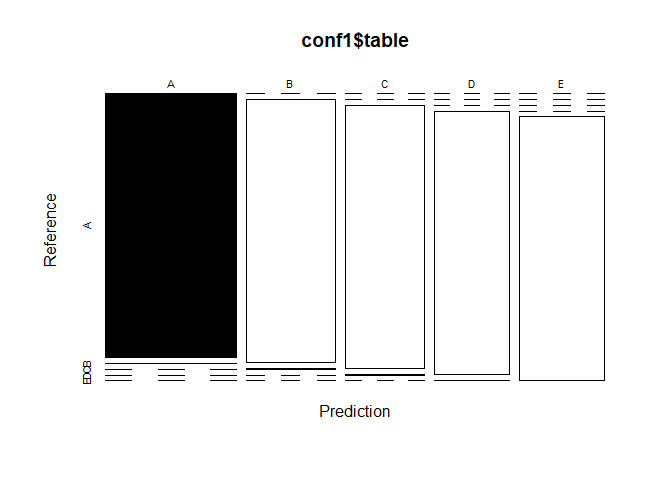 conf1$table
A B C D E
Reference
A
EDCB
Prediction